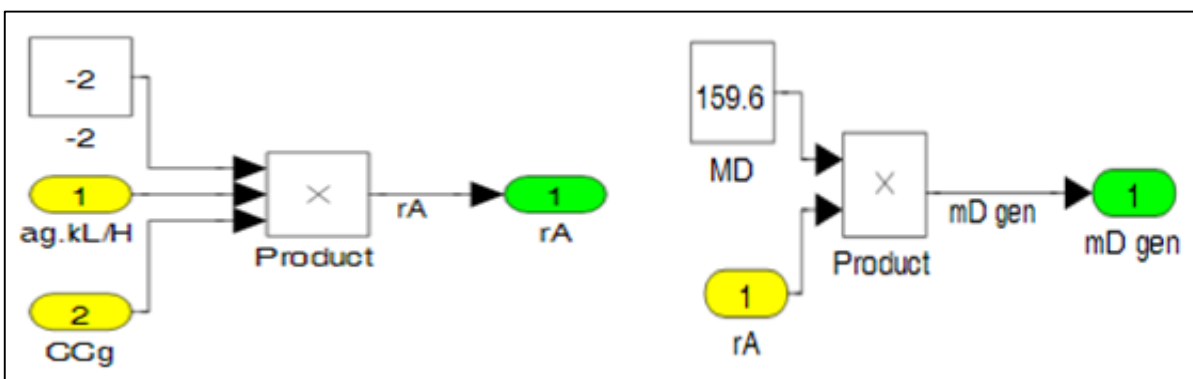 -2
-2
1
ag.kL/H
2
CCg
×
Product
rA
1
rA
159.6
MD
1
rA
×
Product
mD gen
1
mD gen